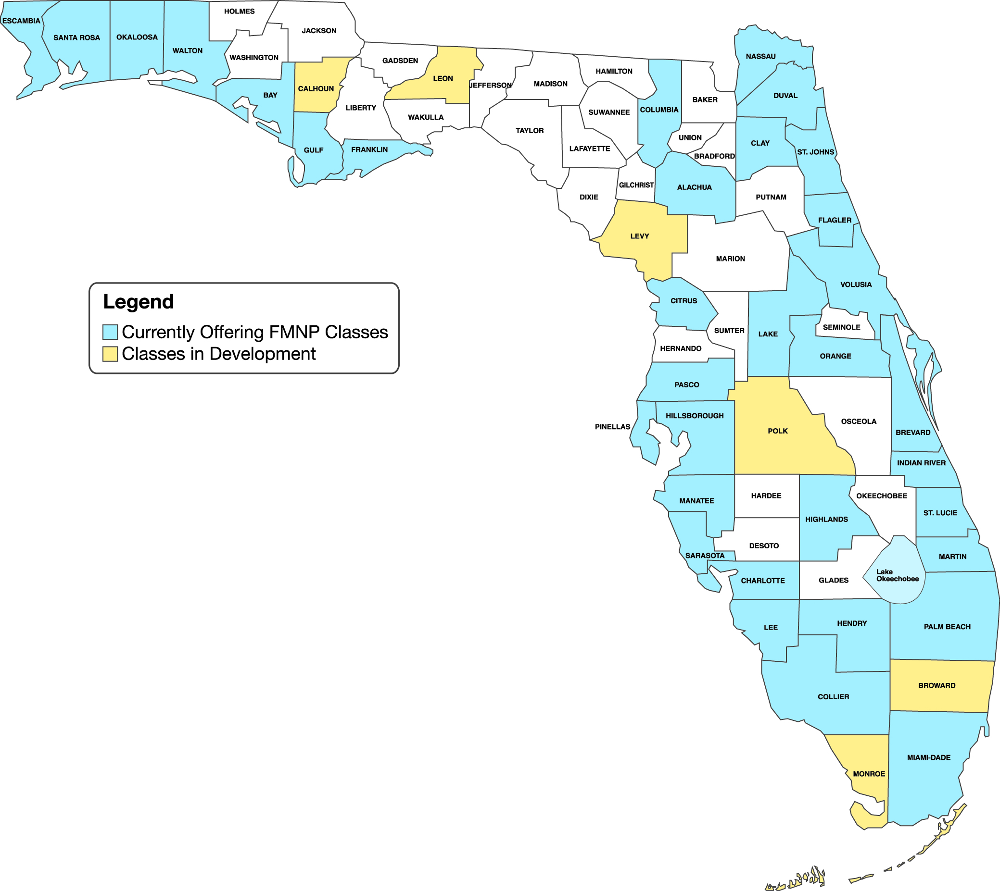 HOLMES
ESCAMBIA
JACKSON
SANTA ROSA
OKALOOSA
WALTON
WASHINGTON
GADSDEN
NASSAU
HAMILTON
LEON
JEFFERSON
MADISON
CALHOUN
BAY
DUVAL
BAKER
LIBERTY
COLUMBIA
SUWANNEE
WAKULLA
TAYLOR
UNION
CLAY
LAFAYETTE
GULF
FRANKLIN
ST. JOHNS
BRADFORD
GILCHRIST
ALACHUA
DIXIE
PUTNAM
FLAGLER
LEVY
MARION
VOLUSIA
Legend
Currently Offering FMNP Classes
Classes in Development
CITRUS
SEMINOLE
SUMTER
LAKE
HERNANDO
ORANGE
PASCO
HILLSBOROUGH
OSCEOLA
PINELLAS
POLK
BREVARD
INDIAN RIVER
HARDEE
OKEECHOBEE
MANATEE
ST. LUCIE
HIGHLANDS
DESOTO
SARASOTA
MARTIN
Lake
Okeechobee
CHARLOTTE
GLADES
HENDRY
LEE
PALM BEACH
BROWARD
COLLIER
MIAMI-DADE
MONROE